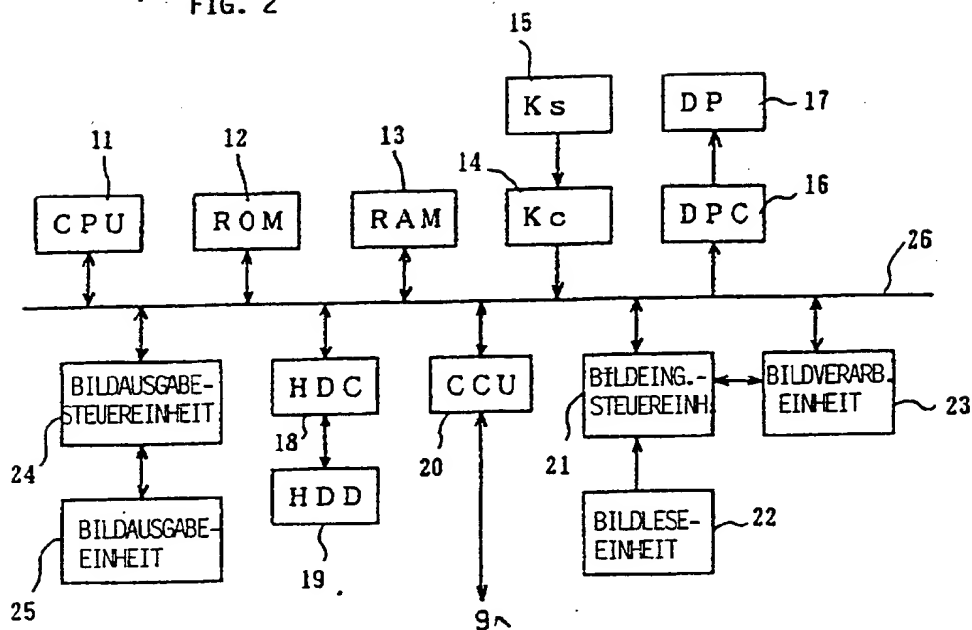 FIG. 2
15
Ks
DP
17
11
12
13
14
16
CPU
ROM
RAM
Kc
DPC
26
BILDAUSGABE-
STEUEREINHEIT
HDC
CCU
BILDEING.-
STEUEREINH.
BILDVERARB.
EINHEIT
24
18
20
21
23
BILDAUSGABE-
EINHEIT
HDD
BILDLESE-
EINHEIT
22
25
19
9